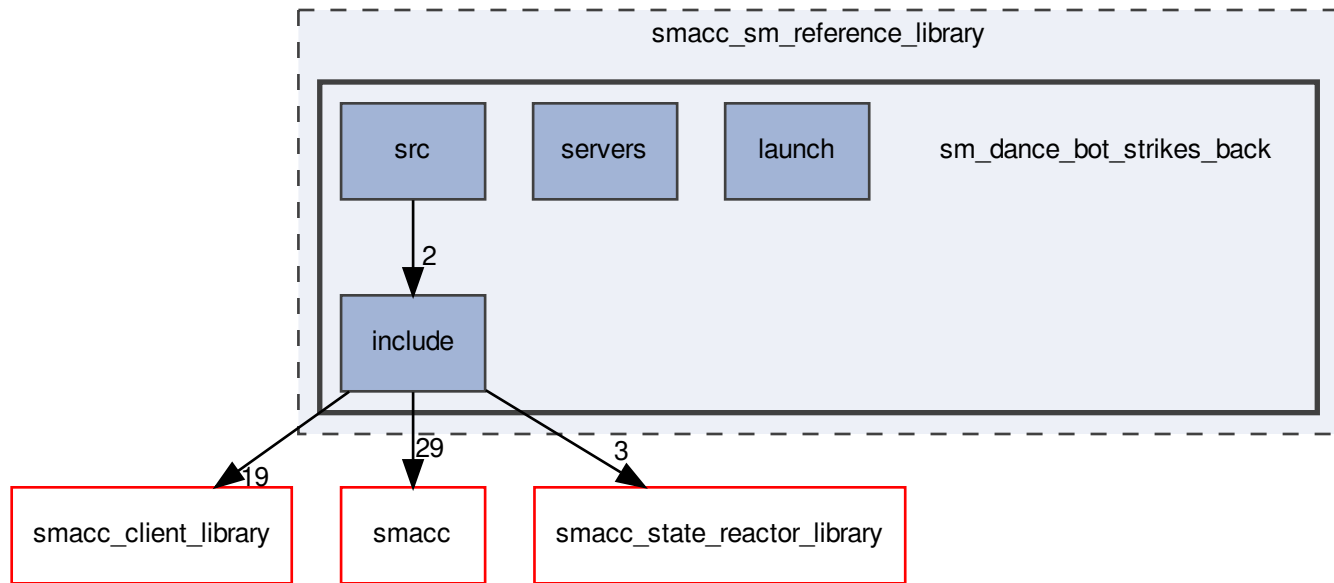 smacc_sm_reference_library
src
servers
launch
sm_dance_bot_strikes_back
2
include
19
29
3
smacc_client_library
smacc
smacc_state_reactor_library